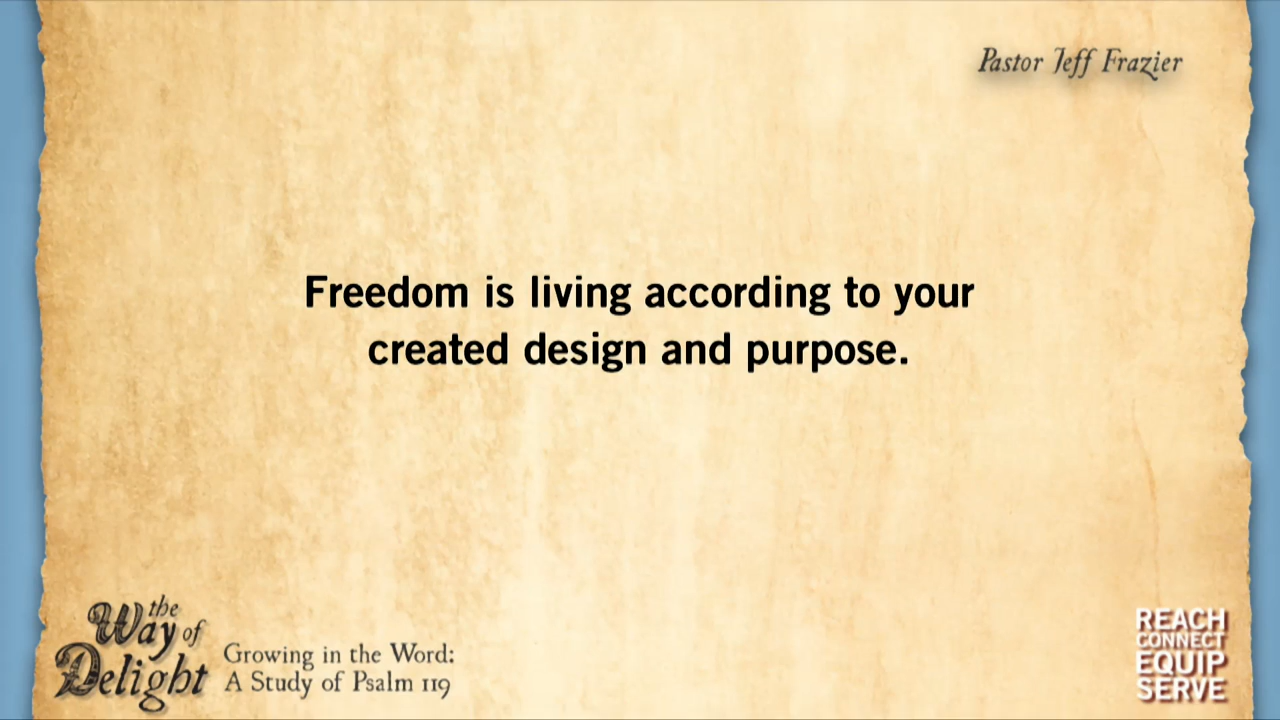 Pastor Jeff Frazier
Freedom is living according to your
created design and purpose.
the
Way of
Delight
Growing in the Word:
A Study of Psalm 119
REACH
CONNECT
EQUIP
SERVE